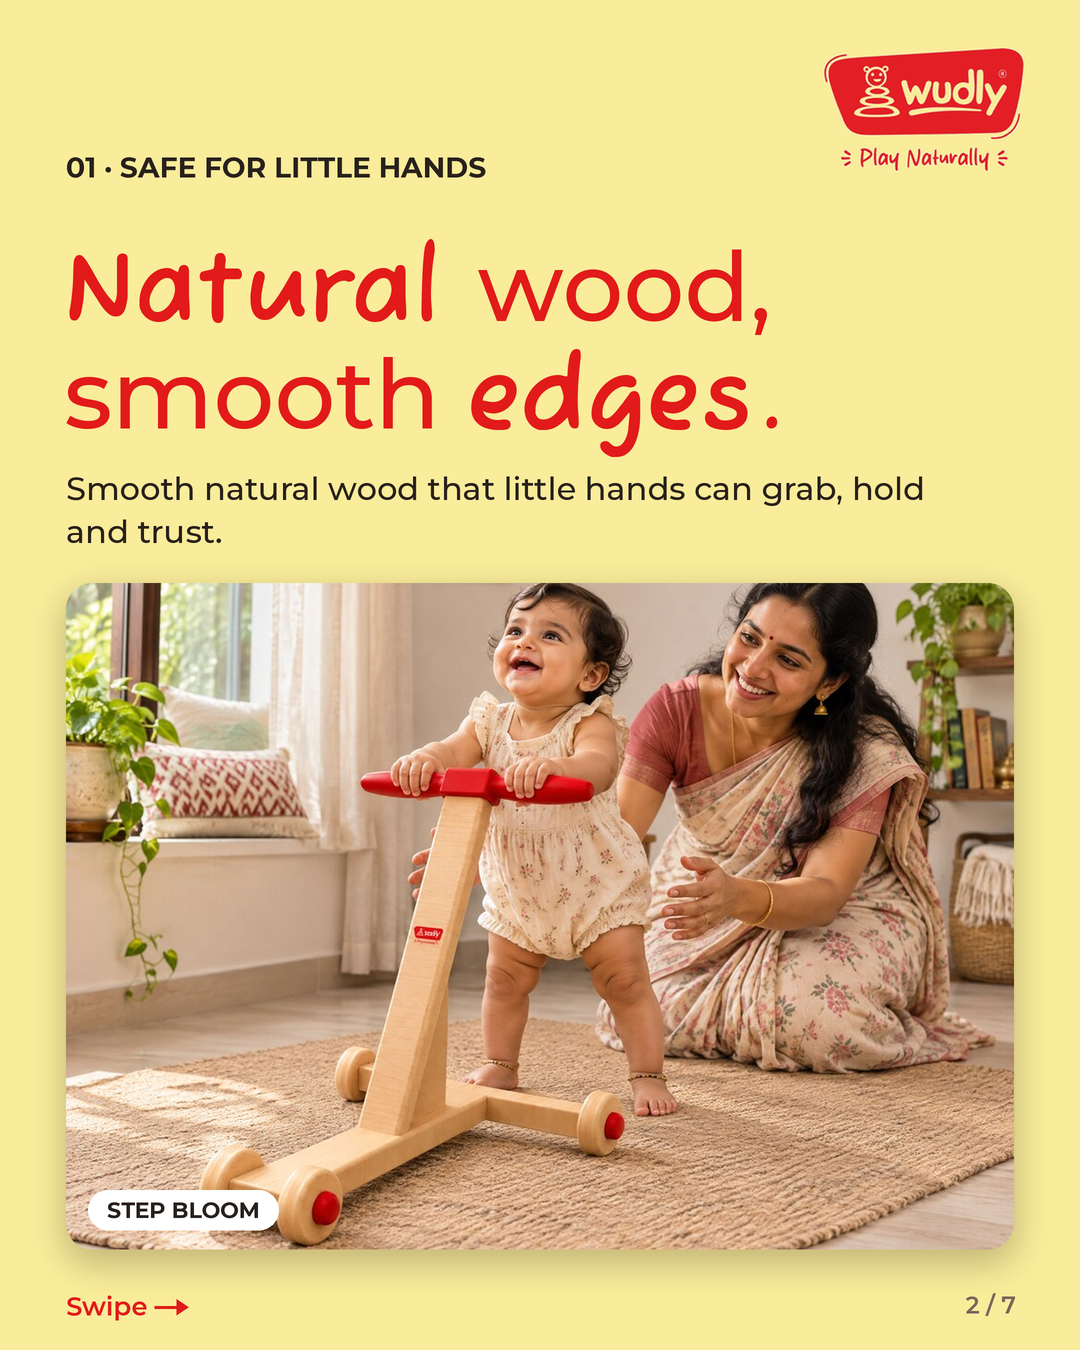 wudly®
Play Naturally
01 · SAFE FOR LITTLE HANDS
Natural wood,
smooth edges.
Smooth natural wood that little hands can grab, hold
and trust.
wudly
STEP BLOOM
Swipe →
2 / 7